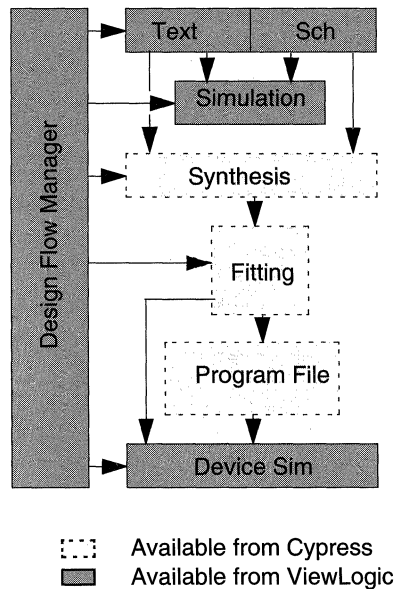 Text Sch
Simulation
Synthesis
Design Flow Manager
Fitting
Program File
Device Sim
Available from Cypress
Available from ViewLogic